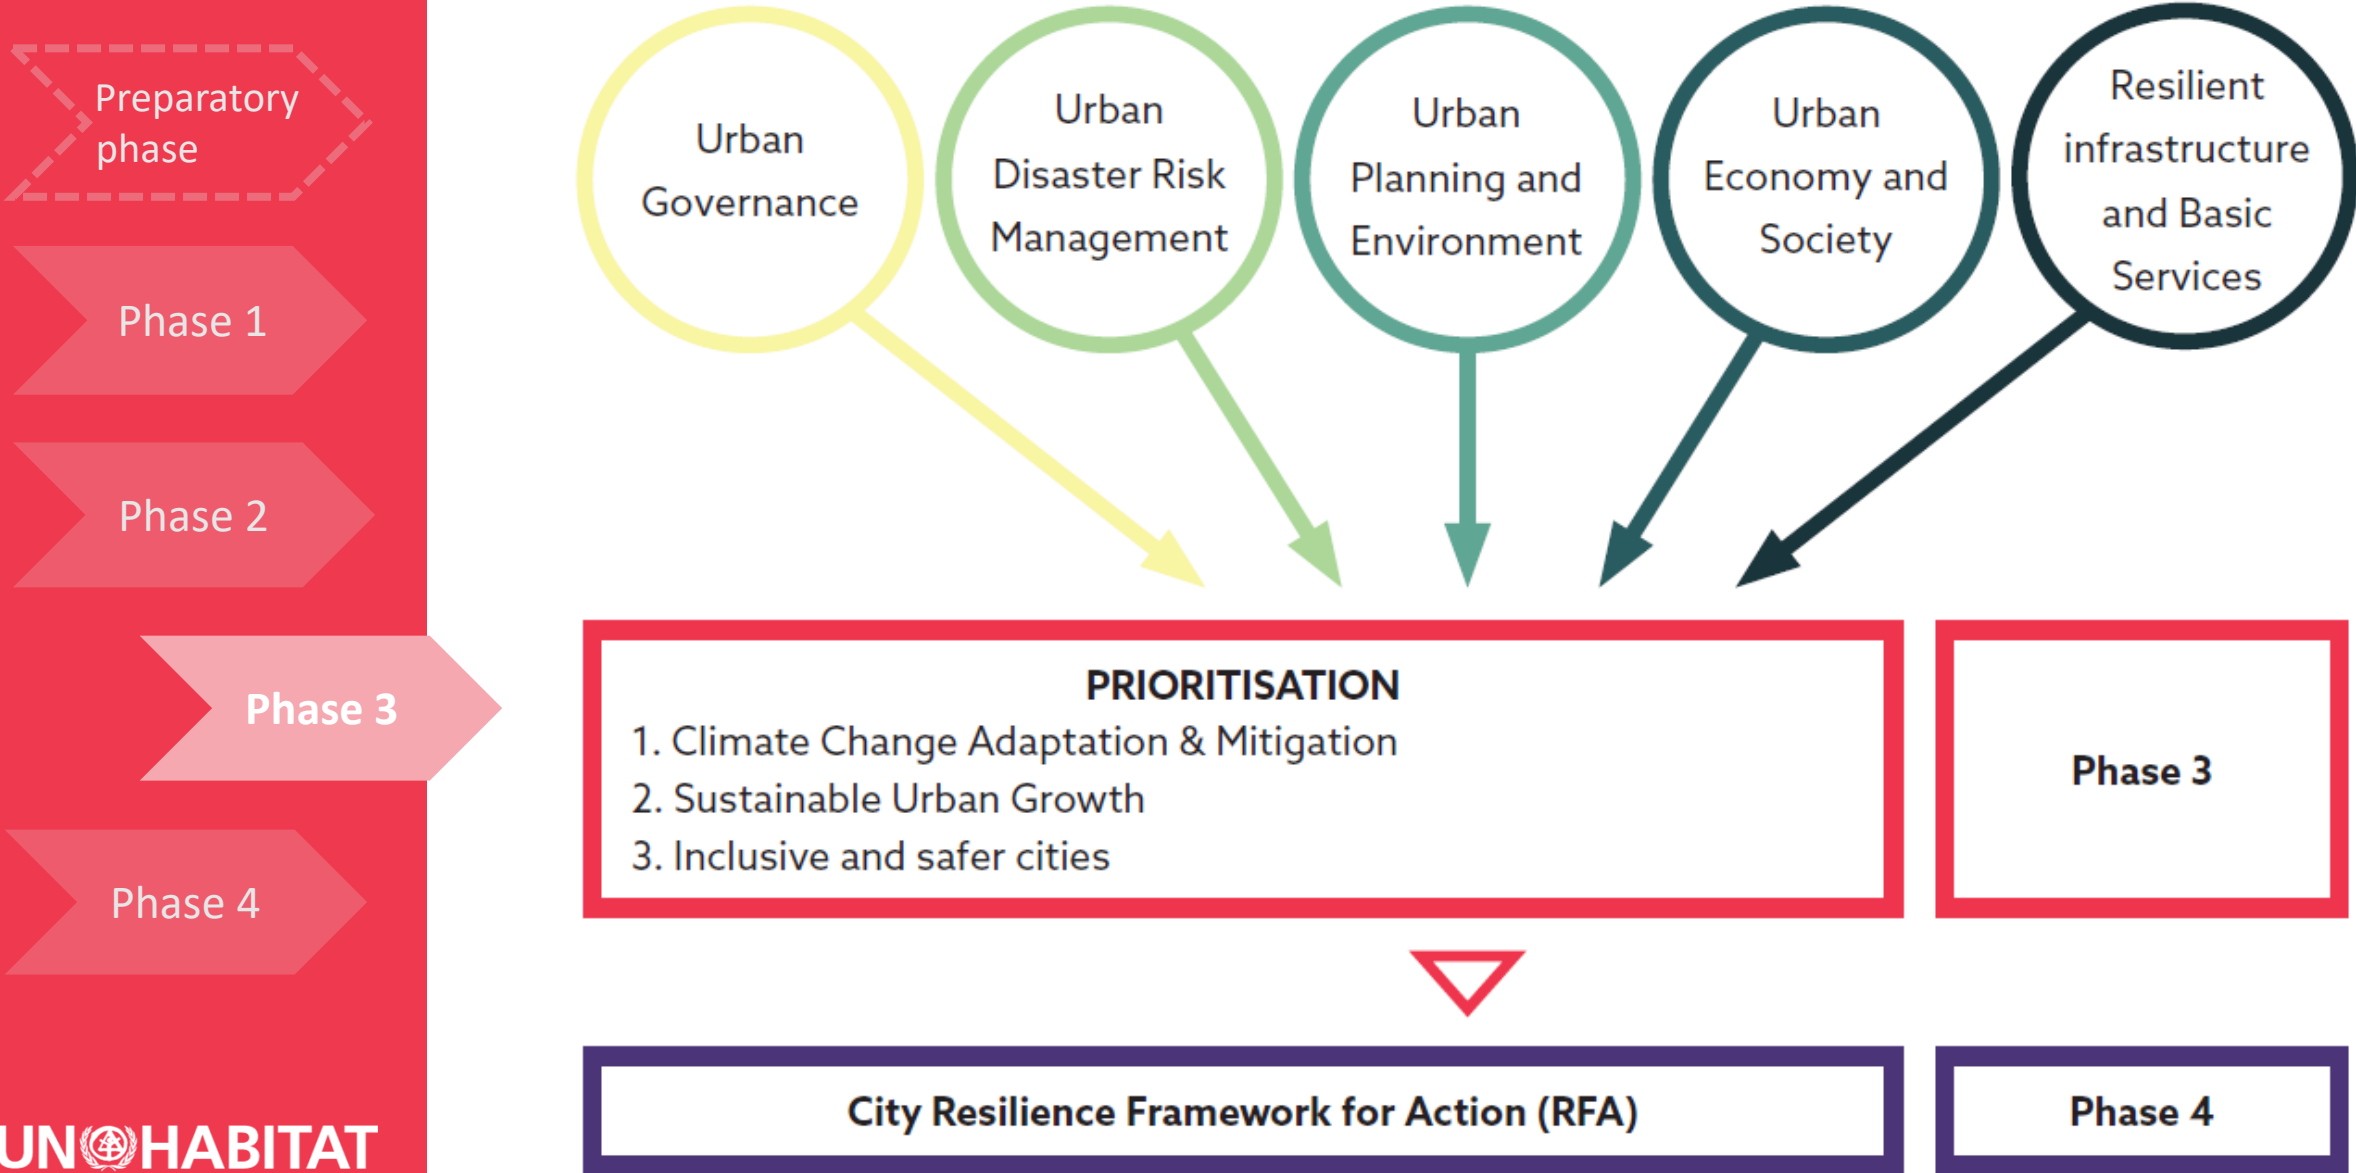 Preparatory
phase
Phase 1
Phase 2
Phase 3
Phase 4
UN HABITAT
Urban
Governance
Urban
Disaster Risk
Management
Urban
Planning and
Environment
Urban
Economy and
Society
Resilient
infrastructure
and Basic
Services
PRIORITISATION
1. Climate Change Adaptation & Mitigation
2. Sustainable Urban Growth
3. Inclusive and safer cities
Phase 3
City Resilience Framework for Action (RFA)
Phase 4